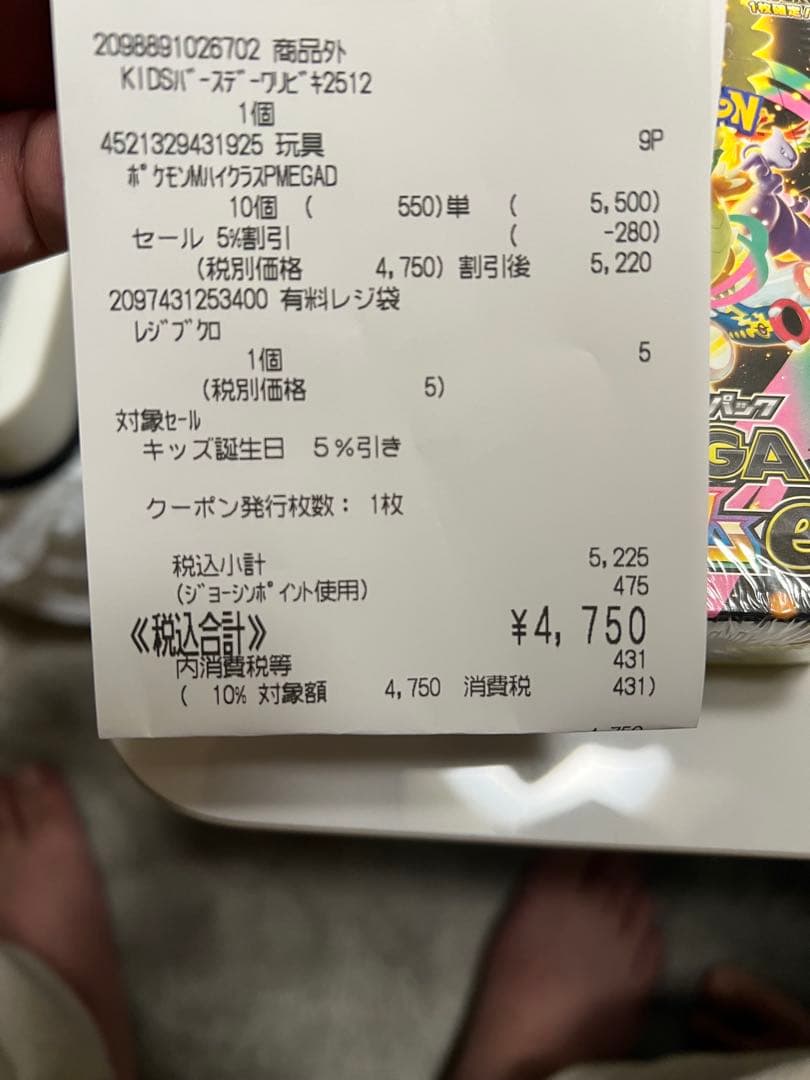 2098891026702 商品外
KIDSバースデーワリビキ2512
1個
4521329431925 玩具 9P
ポケモンMハイクラスPMEGAD
10個 ( 550)単 ( 5,500)
セール 5%割引 ( -280)
(税別価格 4,750) 割引後 5,220
2097431253400 有料レジ袋
レジブクロ
1個 5
(税別価格 5)
対象セール
キッズ誕生日 5%引き
クーポン発行枚数: 1枚
税込小計 5,225
(ジョーシンポイント使用) 475
《税込合計》 ¥4,750
内消費税等 431
( 10% 対象額 4,750 消費税 431)
パック
GA
e